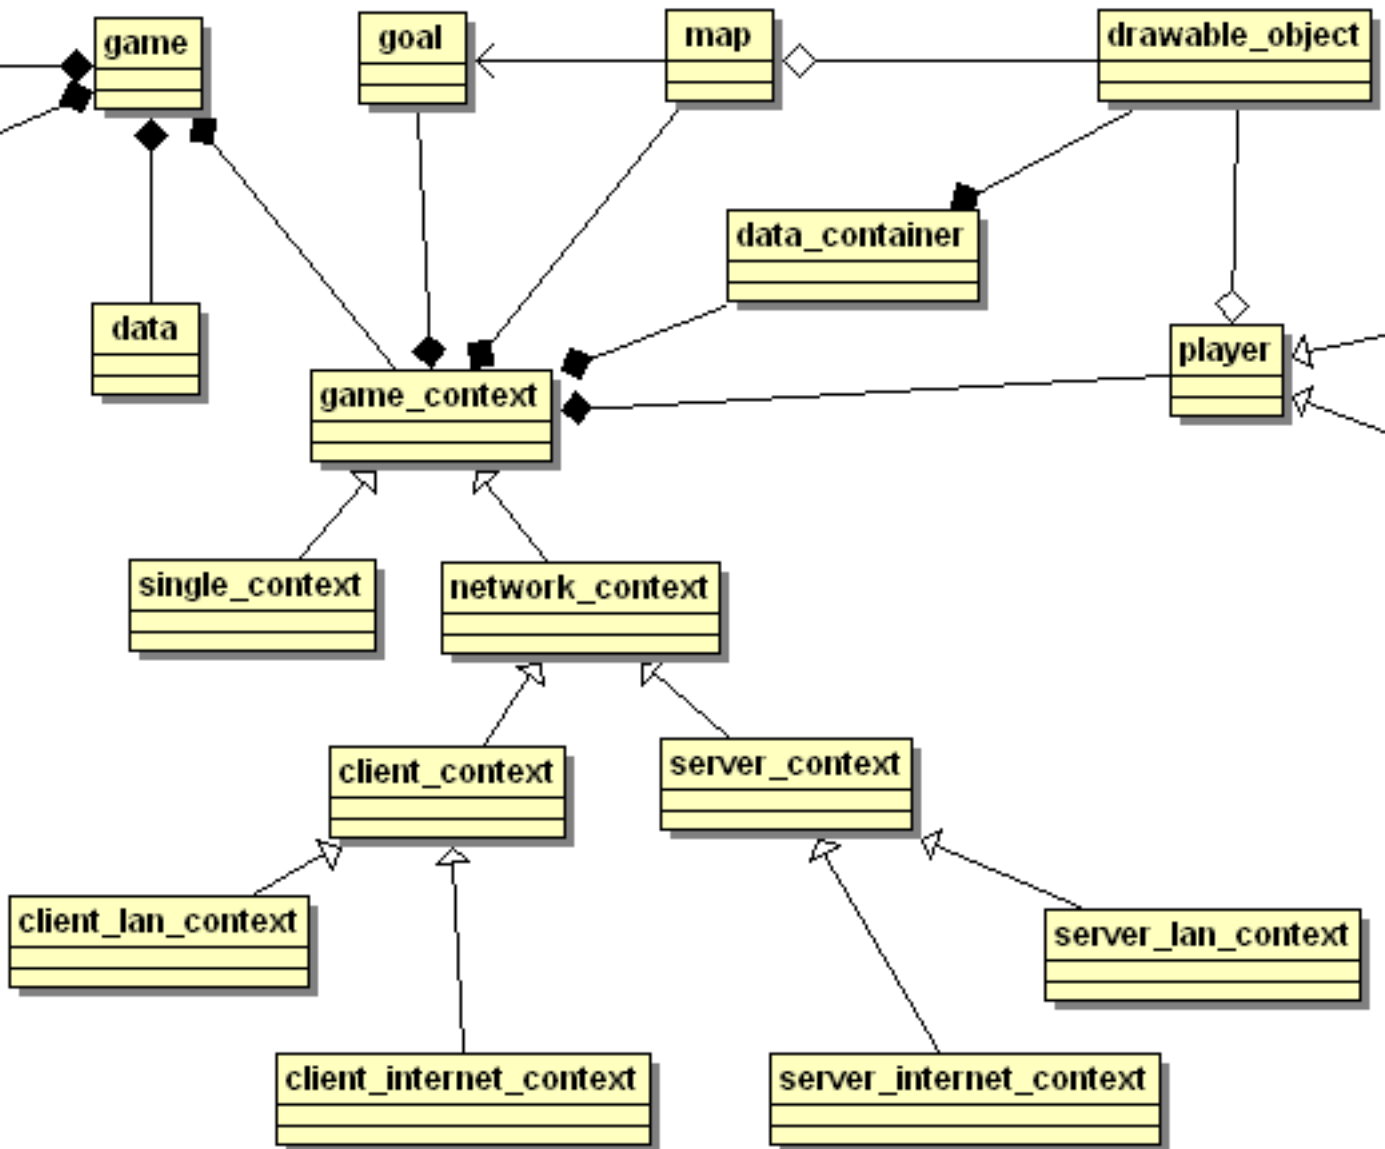 game
goal
map
drawable_object
data_container
data
player
game_context
single_context
network_context
client_context
server_context
client_lan_context
server_lan_context
client_internet_context
server_internet_context